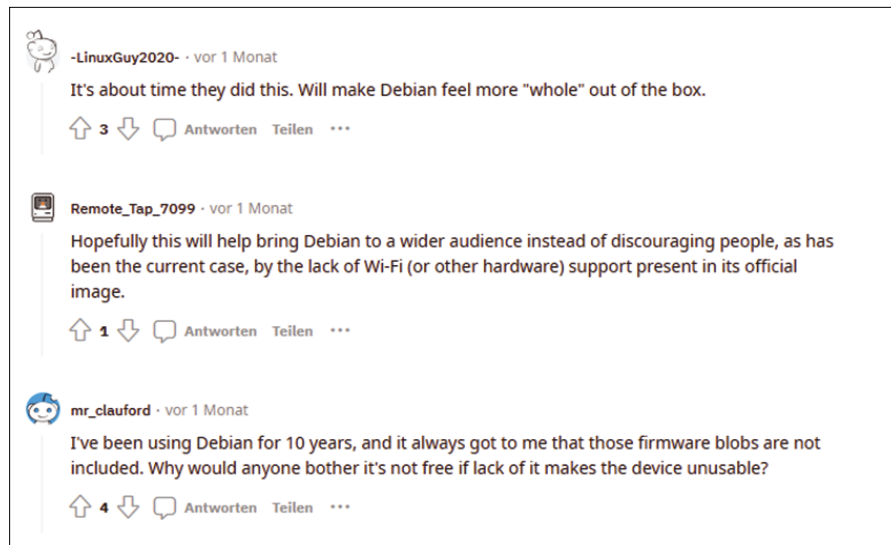 -LinuxGuy2020- · vor 1 Monat
It's about time they did this. Will make Debian feel more "whole" out of the box.
3 Antworten Teilen ···
Remote_Tap_7099 · vor 1 Monat
Hopefully this will help bring Debian to a wider audience instead of discouraging people, as has
been the current case, by the lack of Wi-Fi (or other hardware) support present in its official
image.
1 Antworten Teilen ···
mr_clauford · vor 1 Monat
I've been using Debian for 10 years, and it always got to me that those firmware blobs are not
included. Why would anyone bother it's not free if lack of it makes the device unusable?
4 Antworten Teilen ···